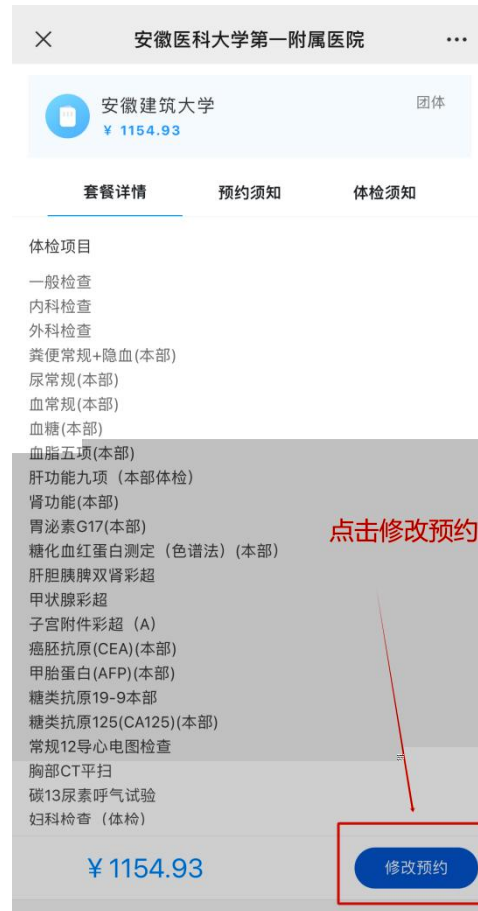 安徽医科大学第一附属医院
安徽建筑大学
团体
¥ 1154.93
套餐详情 预约须知 体检须知
体检项目
一般检查
内科检查
外科检查
粪便常规+隐血(本部)
尿常规(本部)
血常规(本部)
血糖(本部)
血脂五项(本部)
肝功能九项（本部体检）
肾功能(本部)
胃泌素G17(本部)
点击修改预约
糖化血红蛋白测定（色谱法）(本部)
肝胆胰脾双肾彩超
甲状腺彩超
子宫附件彩超（A）
癌胚抗原(CEA)(本部)
甲胎蛋白(AFP)(本部)
糖类抗原19-9本部
糖类抗原125(CA125)(本部)
常规12导心电图检查
胸部CT平扫
碳13尿素呼气试验
妇科检查（体检）
¥ 1154.93
修改预约